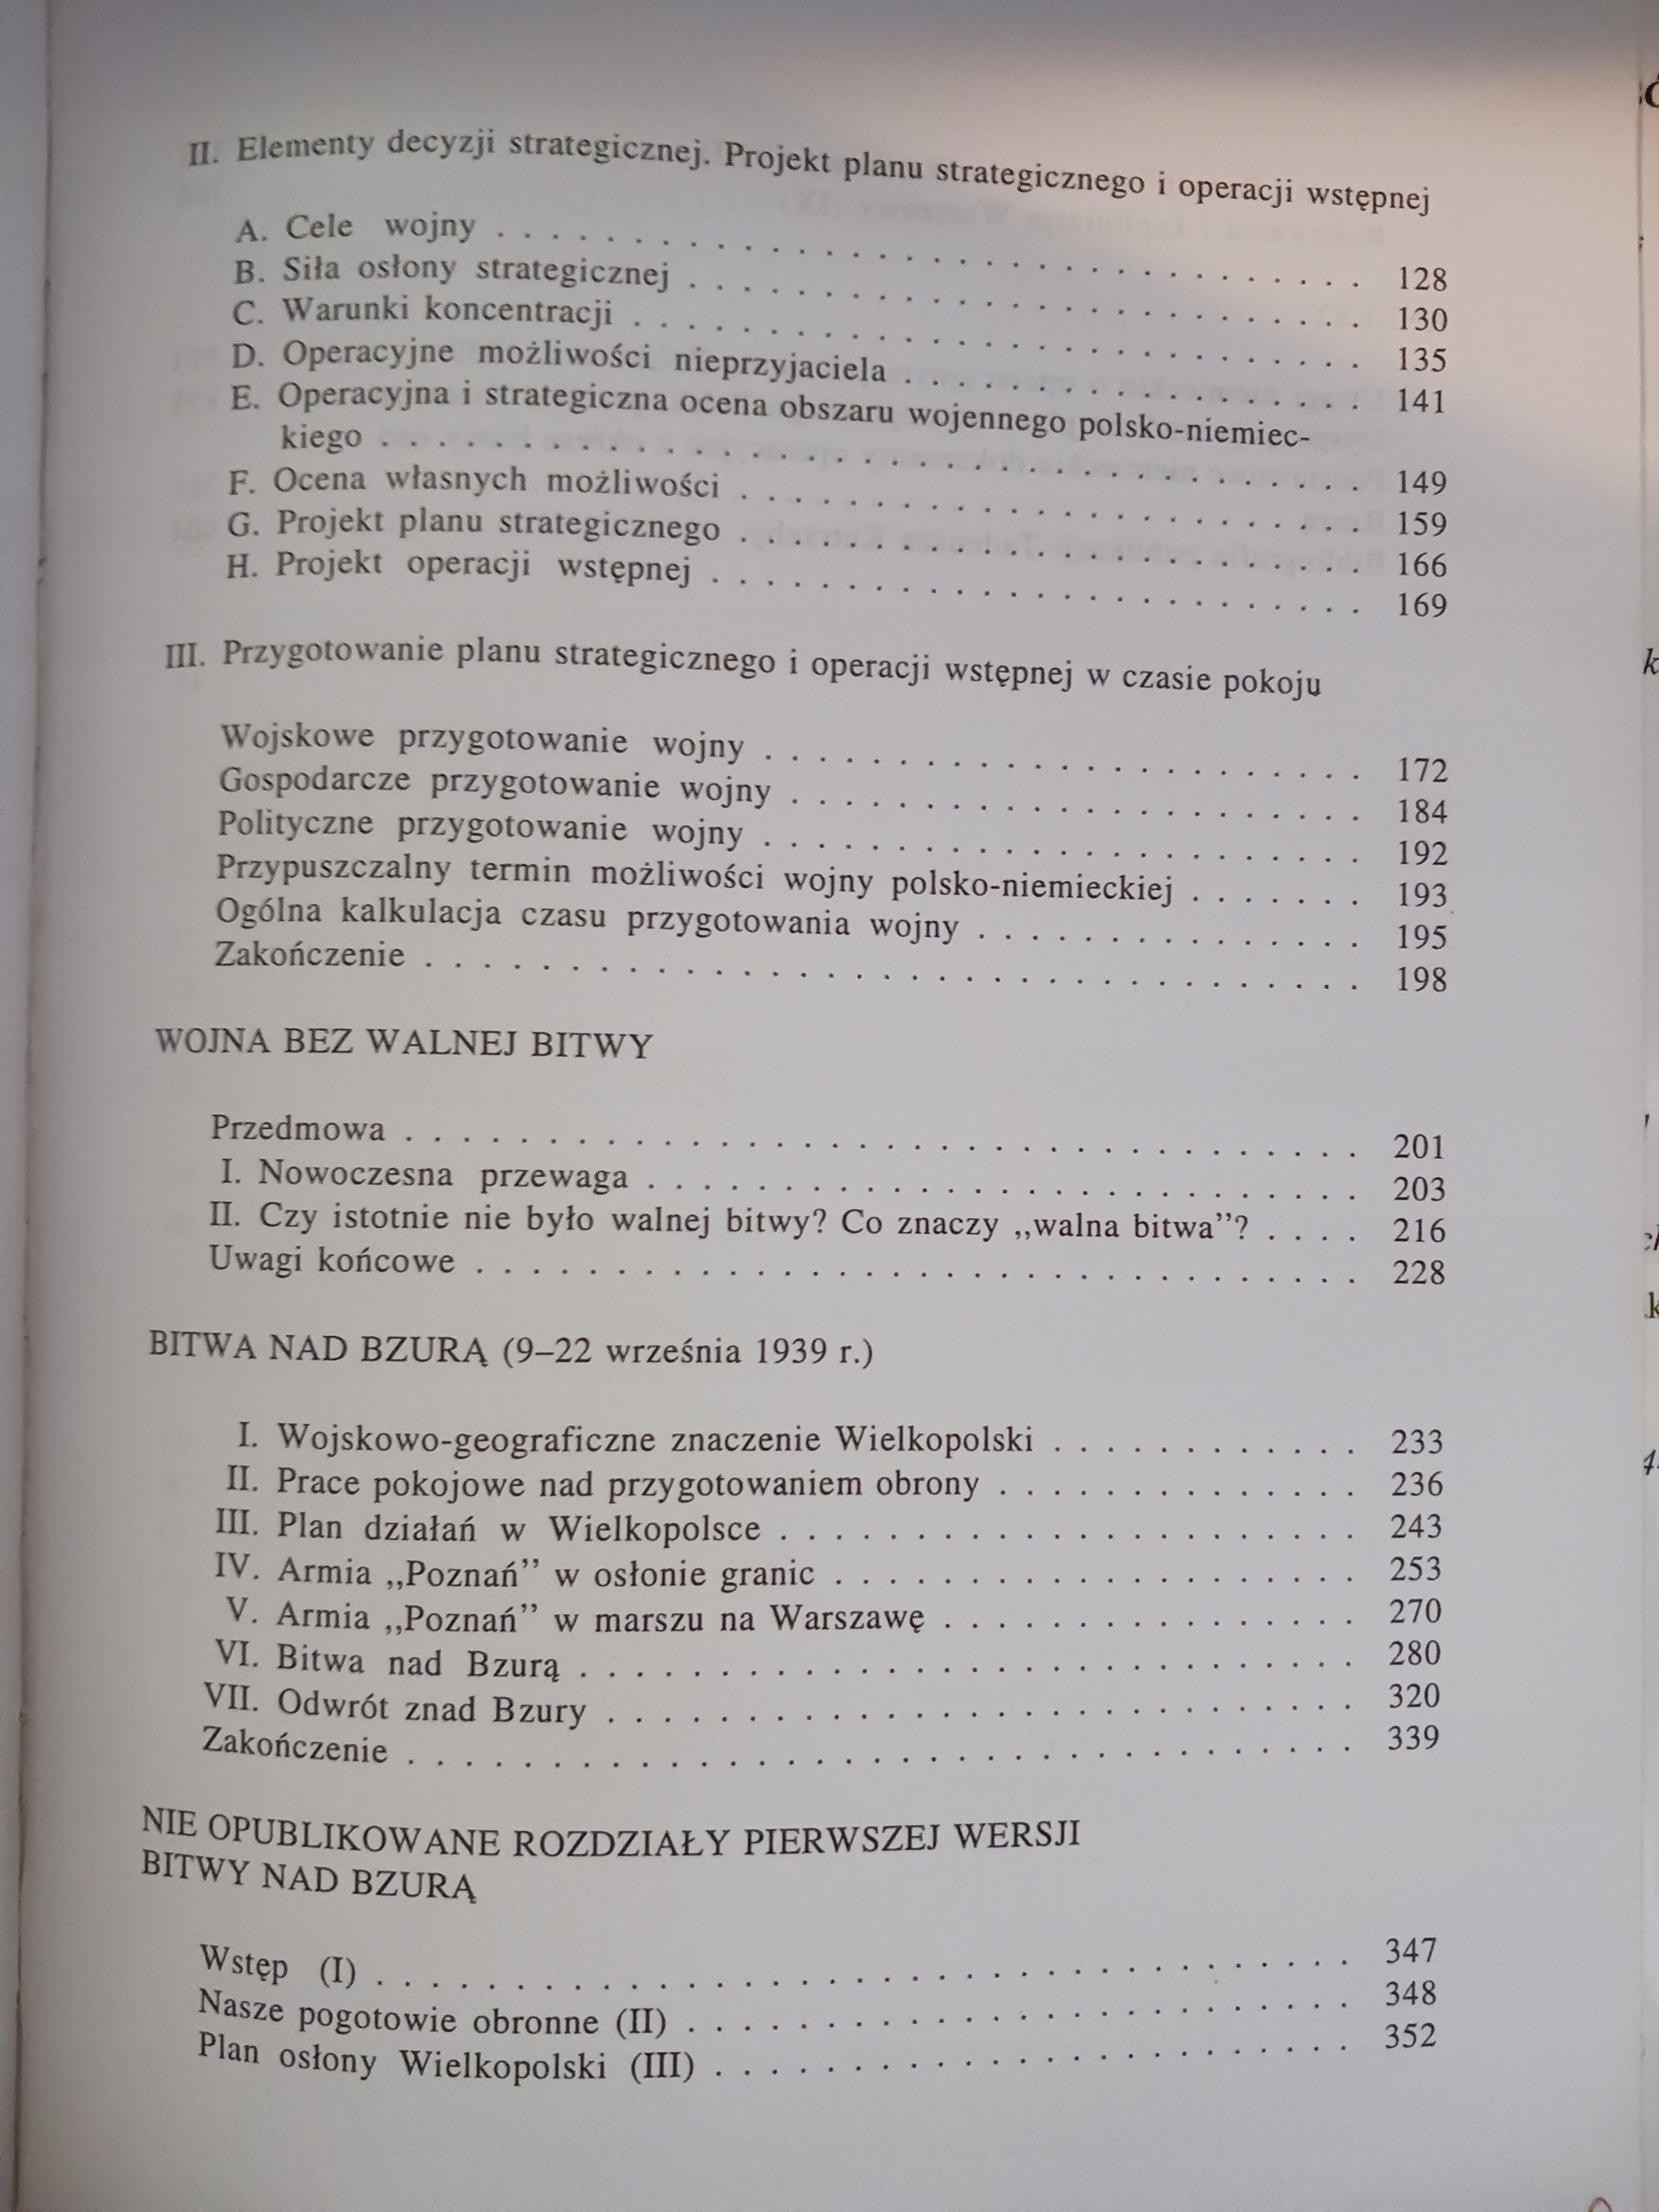 II. Elementy decyzji strategicznej. Projekt planu strategicznego i operacji wstępnej
A. Cele wojny . . . . . . . . . . . . . . . . . . . . . . . . . . . . . . . 128
B. Siła osłony strategicznej . . . . . . . . . . . . . . . . . . . . . . . . 130
C. Warunki koncentracji . . . . . . . . . . . . . . . . . . . . . . . . . . 135
D. Operacyjne możliwości nieprzyjaciela . . . . . . . . . . . . . . . . . 141
E. Operacyjna i strategiczna ocena obszaru wojennego polsko-niemiec-
kiego . . . . . . . . . . . . . . . . . . . . . . . . . . . . . . . . . . 149
F. Ocena własnych możliwości . . . . . . . . . . . . . . . . . . . . . . . 159
G. Projekt planu strategicznego . . . . . . . . . . . . . . . . . . . . . . . 166
H. Projekt operacji wstępnej . . . . . . . . . . . . . . . . . . . . . . . . 169
III. Przygotowanie planu strategicznego i operacji wstępnej w czasie pokoju
Wojskowe przygotowanie wojny . . . . . . . . . . . . . . . . . . . . . . 172
Gospodarcze przygotowanie wojny . . . . . . . . . . . . . . . . . . . . . 184
Polityczne przygotowanie wojny . . . . . . . . . . . . . . . . . . . . . . 192
Przypuszczalny termin możliwości wojny polsko-niemieckiej . . . . . . . 193
Ogólna kalkulacja czasu przygotowania wojny . . . . . . . . . . . . . . 195
Zakończenie . . . . . . . . . . . . . . . . . . . . . . . . . . . . . . . . . 198
WOJNA BEZ WALNEJ BITWY
Przedmowa . . . . . . . . . . . . . . . . . . . . . . . . . . . . . . . . . . 201
I. Nowoczesna przewaga . . . . . . . . . . . . . . . . . . . . . . . . . . 203
II. Czy istotnie nie było walnej bitwy? Co znaczy „walna bitwa”? . . . . 216
Uwagi końcowe . . . . . . . . . . . . . . . . . . . . . . . . . . . . . . . 228
BITWA NAD BZURĄ (9–22 września 1939 r.)
I. Wojskowo-geograficzne znaczenie Wielkopolski . . . . . . . . . . . . 233
II. Prace pokojowe nad przygotowaniem obrony . . . . . . . . . . . . . . 236
III. Plan działań w Wielkopolsce . . . . . . . . . . . . . . . . . . . . . 243
IV. Armia „Poznań” w osłonie granic . . . . . . . . . . . . . . . . . . . 253
V. Armia „Poznań” w marszu na Warszawę . . . . . . . . . . . . . . . 270
VI. Bitwa nad Bzurą . . . . . . . . . . . . . . . . . . . . . . . . . . . . 280
VII. Odwrót znad Bzury . . . . . . . . . . . . . . . . . . . . . . . . . . . 320
Zakończenie . . . . . . . . . . . . . . . . . . . . . . . . . . . . . . . . . 339
NIE OPUBLIKOWANE ROZDZIAŁY PIERWSZEJ WERSJI
BITWY NAD BZURĄ
Wstęp (I) . . . . . . . . . . . . . . . . . . . . . . . . . . . . . . . . . . . 347
Nasze pogotowie obronne (II) . . . . . . . . . . . . . . . . . . . . . . . . 348
Plan osłony Wielkopolski (III) . . . . . . . . . . . . . . . . . . . . . . . 352